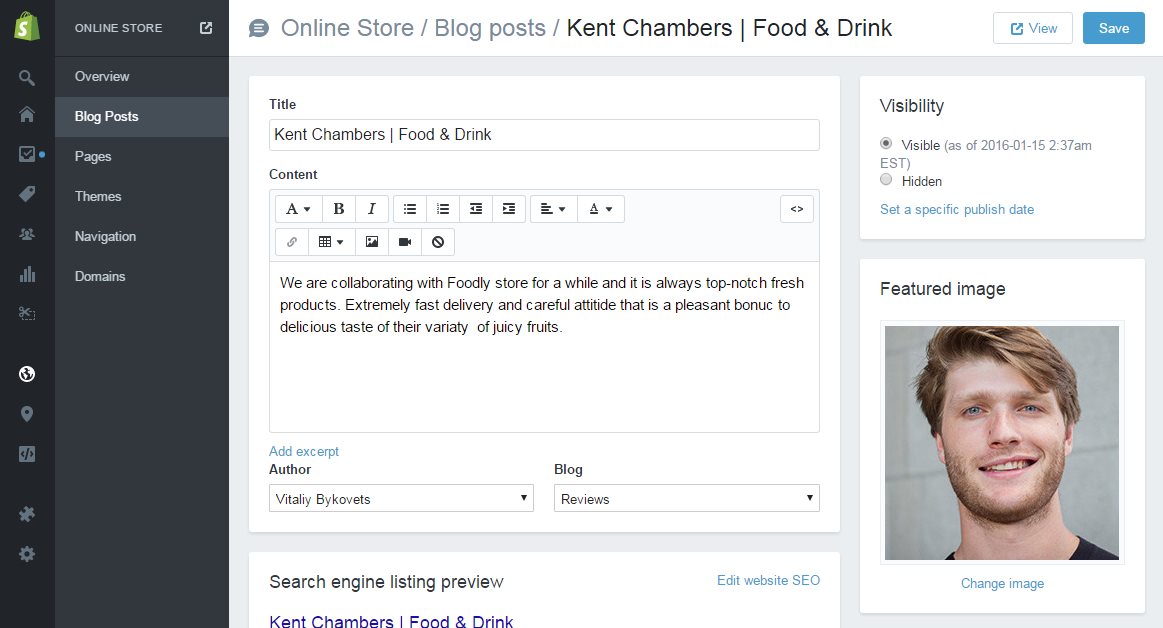 ONLINE STORE
Overview
Blog Posts
Pages
Themes
Navigation
Domains
Online Store / Blog posts / Kent Chambers | Food & Drink
View
Save
Title
Kent Chambers | Food & Drink
Content
A
B
I
A
<>
We are collaborating with Foodly store for a while and it is always top-notch fresh
products. Extremely fast delivery and careful attitide that is a pleasant bonuc to
delicious taste of their variaty  of juicy fruits.
Add excerpt
Author
Blog
Vitaliy Bykovets
Reviews
Search engine listing preview
Edit website SEO
Kent Chambers | Food & Drink
Visibility
Visible (as of 2016-01-15 2:37am
EST)
Hidden
Set a specific publish date
Featured image
Change image